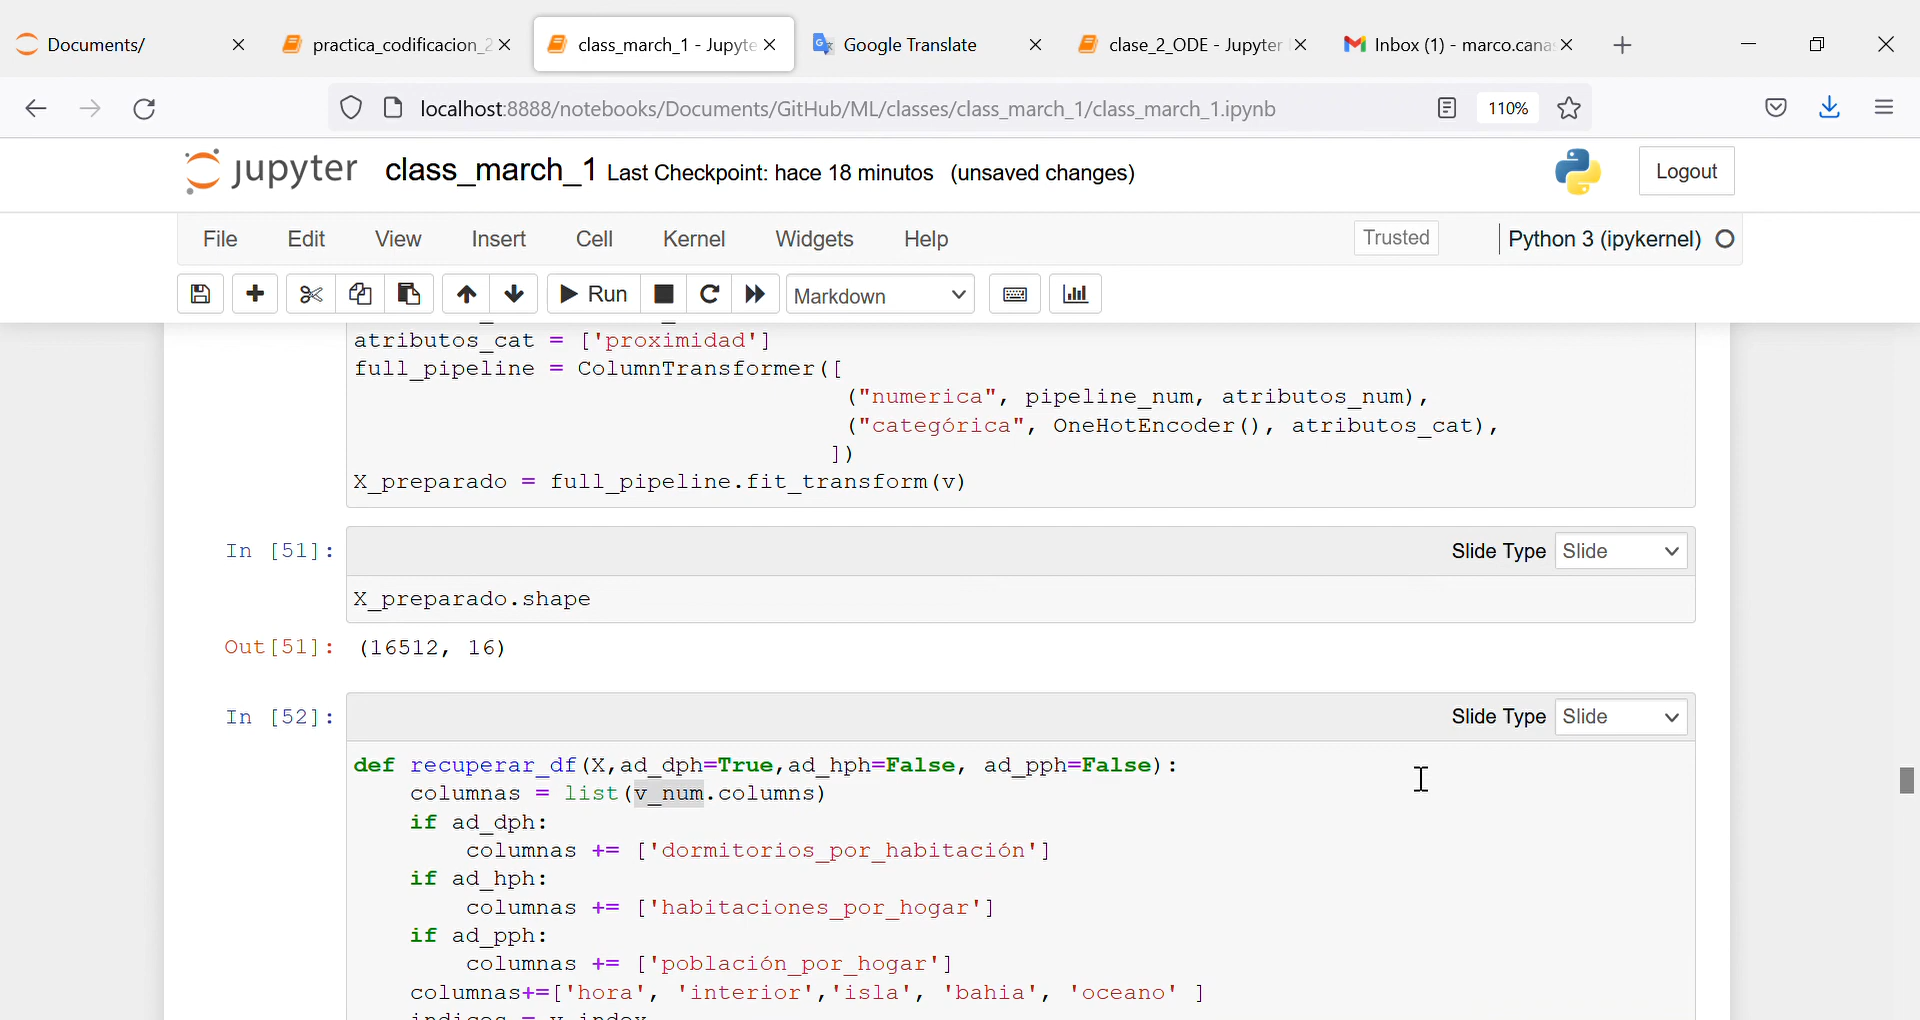 Documents/
practica_codificacion_2
class_march_1 - Jupyte
Google Translate
clase_2_ODE - Jupyter
Inbox (1) - marco.cana
localhost:8888/notebooks/Documents/GitHub/ML/classes/class_march_1/class_march_1.ipynb
110%
jupyter class_march_1 Last Checkpoint: hace 18 minutos (unsaved changes)
Logout
File Edit View Insert Cell Kernel Widgets Help
Trusted
Python 3 (ipykernel)
Run
Markdown
atributos_cat = ['proximidad']
full_pipeline = ColumnTransformer([
("numerica", pipeline_num, atributos_num),
("categórica", OneHotEncoder(), atributos_cat),
])
X_preparado = full_pipeline.fit_transform(v)
In [51]:
Slide Type Slide
X_preparado.shape
Out[51]: (16512, 16)
In [52]:
Slide Type Slide
def recuperar_df(X,ad_dph=True,ad_hph=False, ad_pph=False):
columnas = list(v_num.columns)
if ad_dph:
columnas += ['dormitorios_por_habitación']
if ad_hph:
columnas += ['habitaciones_por_hogar']
if ad_pph:
columnas += ['población_por_hogar']
columnas+=['hora', 'interior','isla', 'bahia', 'oceano' ]
indices = v.index